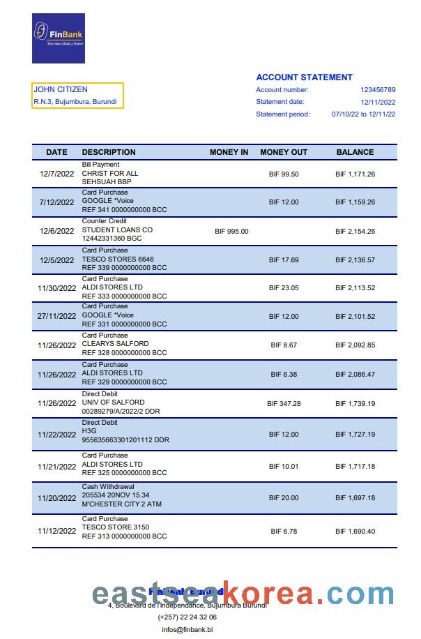 FinBank
ACCOUNT STATEMENT
JOHN CITIZEN
R.N.3, Bujumbura, Burundi
Account number: 123456789
Statement date: 12/11/2022
Statement period: 07/10/22 to 12/11/22
DATE DESCRIPTION MONEY IN MONEY OUT BALANCE
Bill Payment
12/7/2022 CHRIST FOR ALL BIF 99.50 BIF 1,171.26
SEHSUAH BBP
Card Purchase
7/12/2022 GOOGLE *Voice BIF 12.00 BIF 1,159.26
REF 341 0000000000 BCC
Counter Credit
12/6/2022 STUDENT LOANS CO BIF 995.00 BIF 2,154.26
12442331360 BGC
Card Purchase
12/5/2022 TESCO STORES 6646 BIF 17.69 BIF 2,136.57
REF 339 0000000000 BCC
Card Purchase
11/30/2022 ALDI STORES LTD BIF 23.05 BIF 2,113.52
REF 333 0000000000 BCC
Card Purchase
27/11/2022 GOOGLE *Voice BIF 12.00 BIF 2,101.52
REF 331 0000000000 BCC
Card Purchase
11/26/2022 CLEARYS SALFORD BIF 8.67 BIF 2,092.85
REF 328 0000000000 BCC
Card Purchase
11/26/2022 ALDI STORES LTD BIF 6.38 BIF 2,086.47
REF 329 0000000000 BCC
Direct Debit
11/26/2022 UNIV OF SALFORD BIF 347.28 BIF 1,739.19
00289279/A/2022/2 DDR
Direct Debit
11/22/2022 H3G BIF 12.00 BIF 1,727.19
955635663301201112 DDR
Card Purchase
11/21/2022 ALDI STORES LTD BIF 10.01 BIF 1,717.18
REF 325 0000000000 BCC
Cash Withdrawal
11/20/2022 205534 20NOV 15.34 BIF 20.00 BIF 1,697.18
M'CHESTER CITY 2 ATM
Card Purchase
11/12/2022 TESCO STORE 3150 BIF 6.78 BIF 1,690.40
REF 313 0000000000 BCC
eastseakorea.com
4, Boulevard de l'Indépendance, Bujumbura Burundi
(+257) 22 24 32 06
infos@finbank.bi